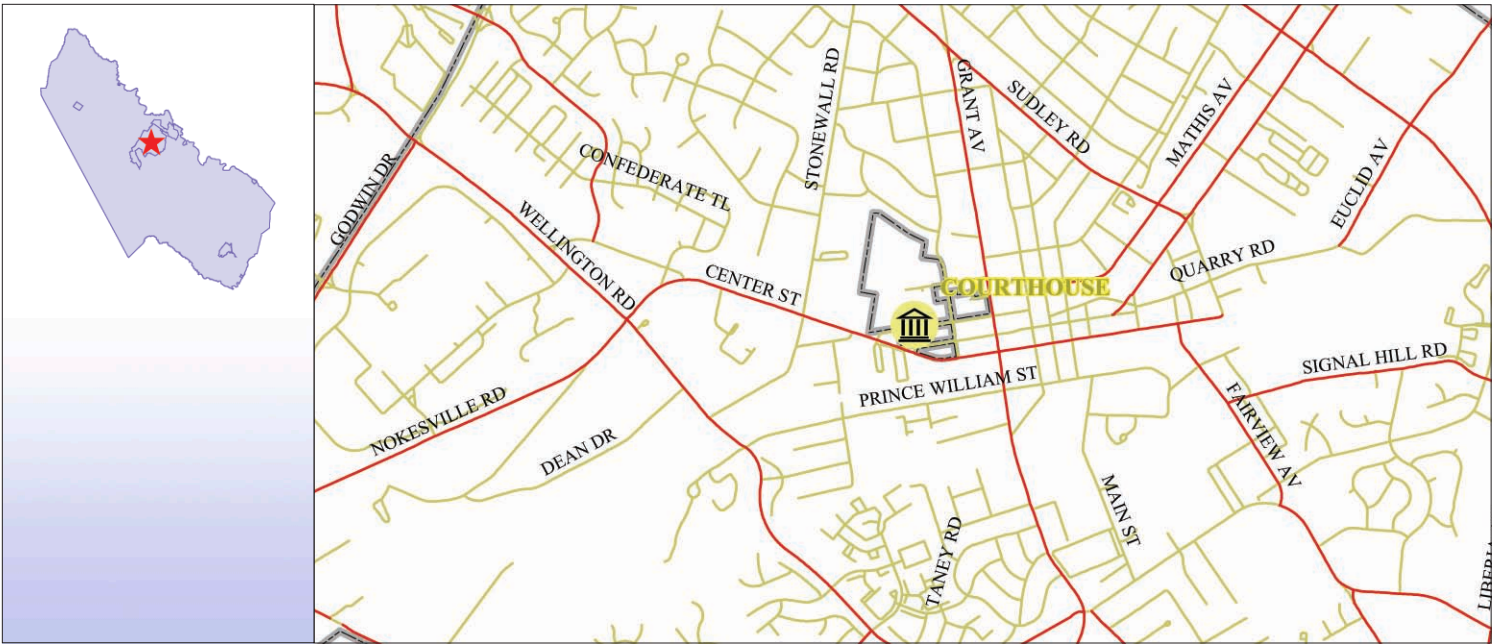 STONEWALL RD
GRANT AV
SUDLEY RD
MATHIS AV
EUCLID AV
CONFEDERATE TL
GODWIN DR
WELLINGTON RD
CENTER ST
QUARRY RD
COURTHOUSE
SIGNAL HILL RD
PRINCE WILLIAM ST
NOKESVILLE RD
FAIRVIEW AV
DEAN DR
MAIN ST
TANEY RD
LIBERIA